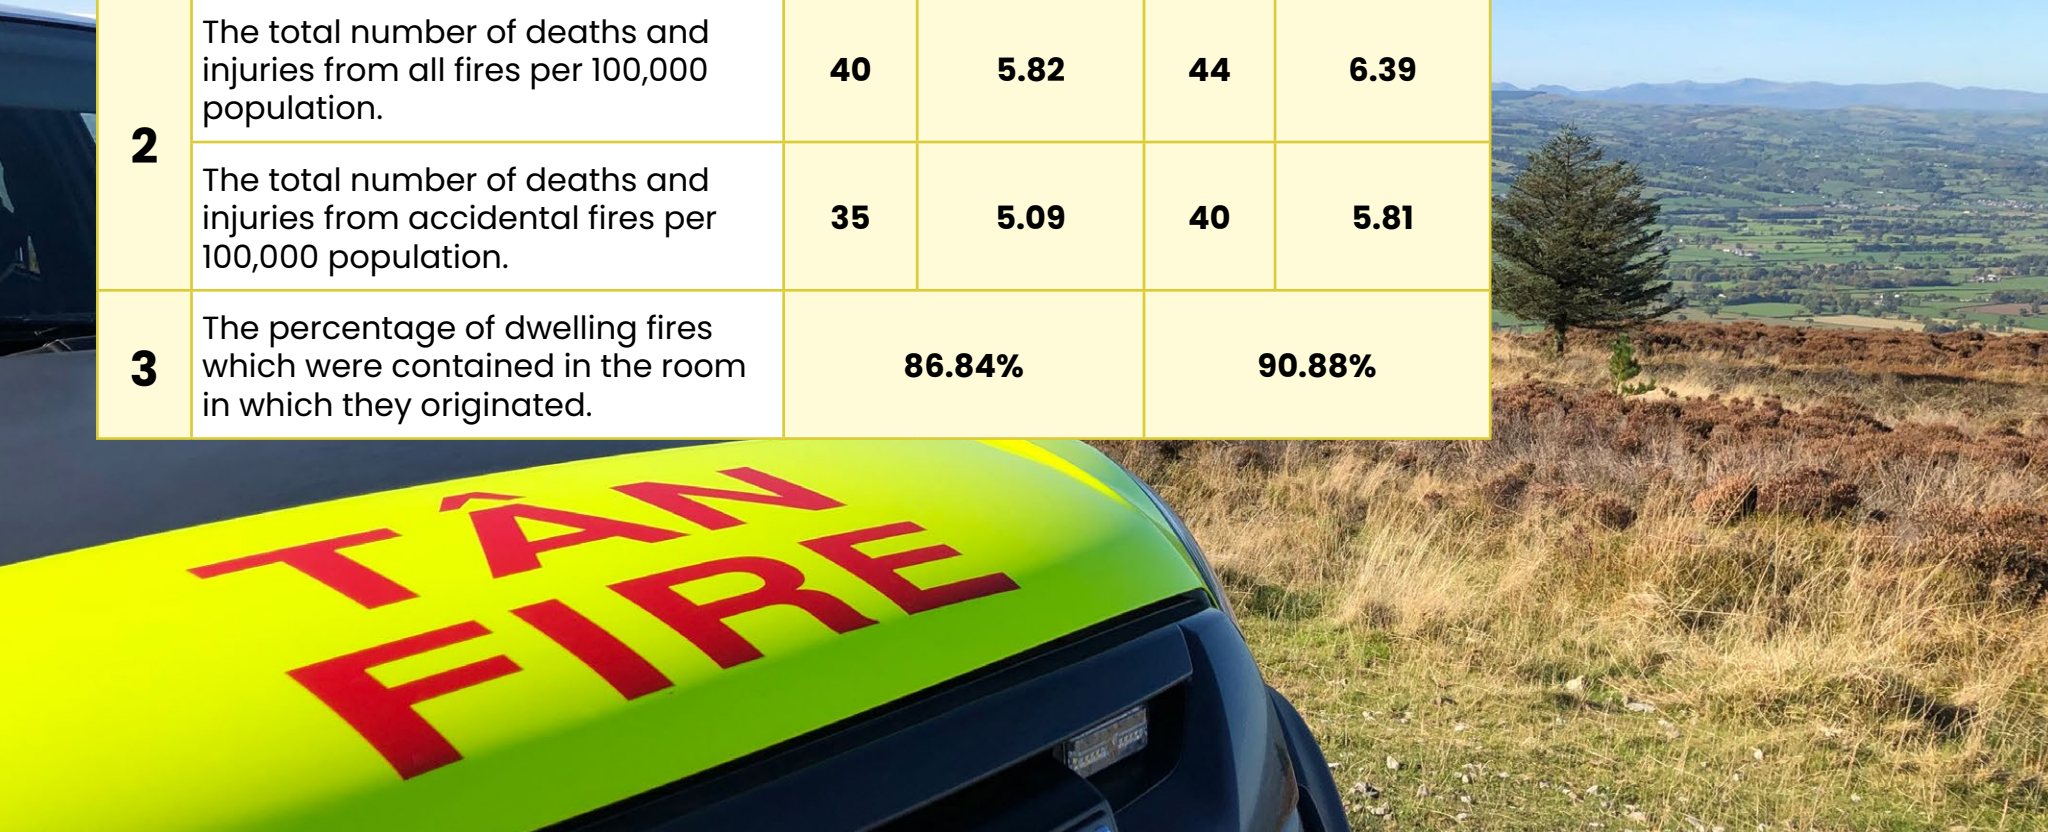 2
The total number of deaths and
injuries from all fires per 100,000
population.
40
5.82
44
6.39
The total number of deaths and
injuries from accidental fires per
100,000 population.
35
5.09
40
5.81
3
The percentage of dwelling fires
which were contained in the room
in which they originated.
86.84%
90.88%
TÂN
FIRE